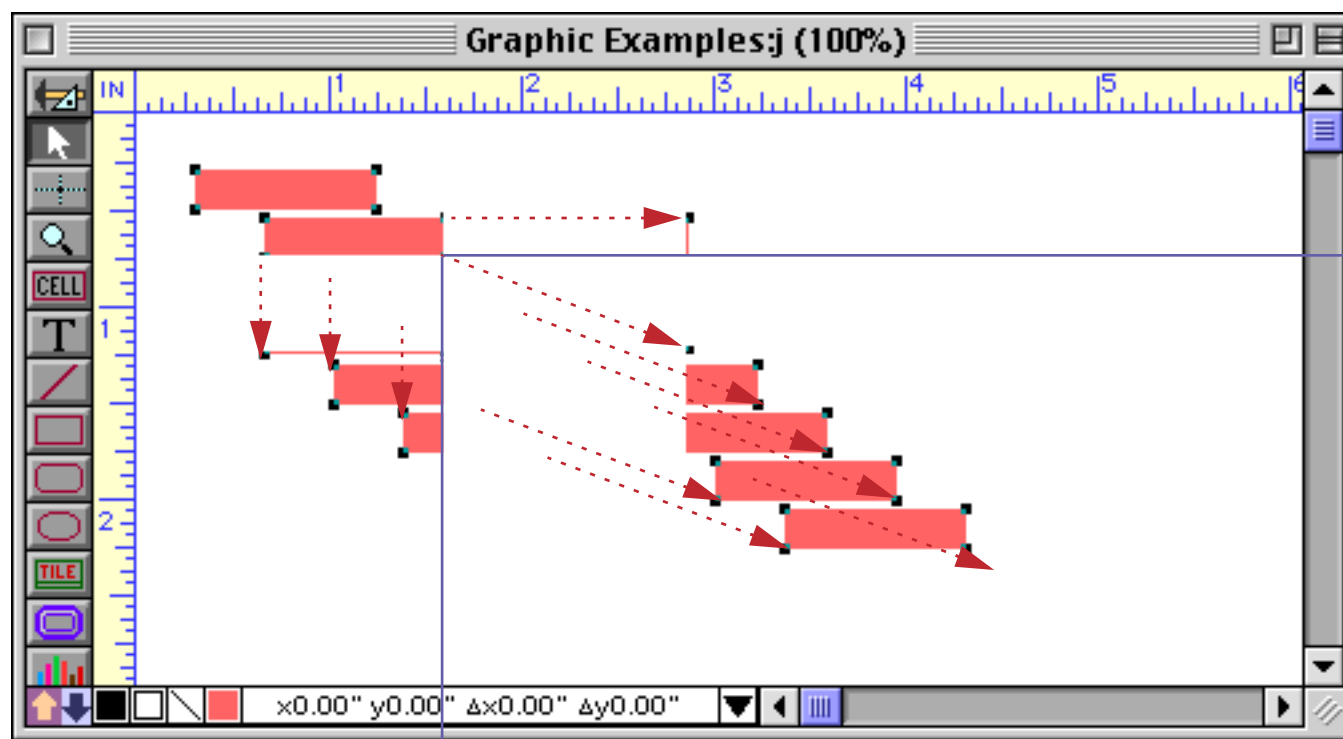 Graphic Examples:j (100%)
IN 1 2 3 4 5 6
CELL
T
1
2
TILE
x0.00" y0.00" Δx0.00" Δy0.00"